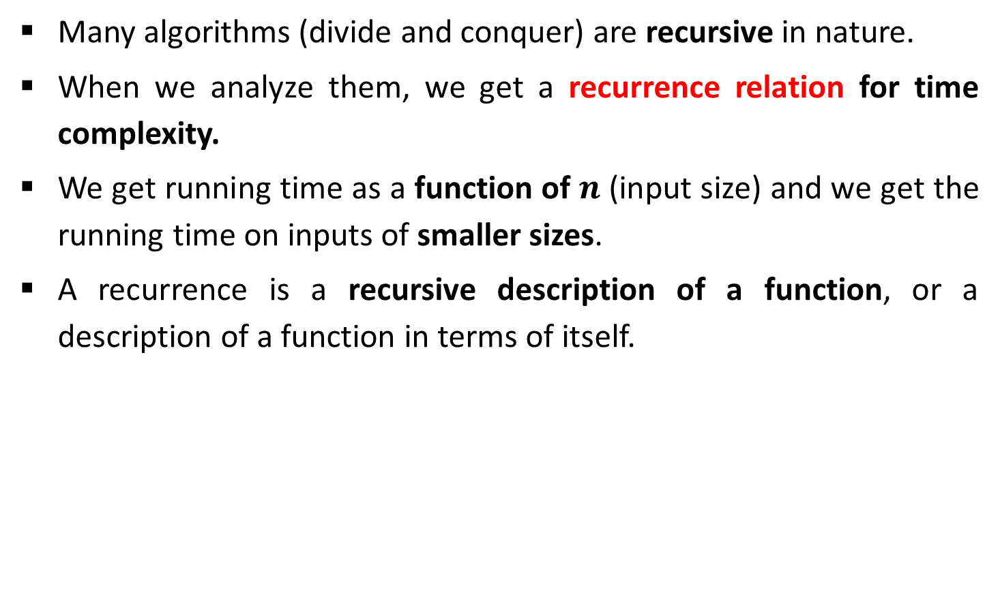 ▪ Many algorithms (divide and conquer) are recursive in nature.
▪ When we analyze them, we get a recurrence relation for time
complexity.
▪ We get running time as a function of 𝒏 (input size) and we get the
running time on inputs of smaller sizes.
▪ A recurrence is a recursive description of a function, or a
description of a function in terms of itself.